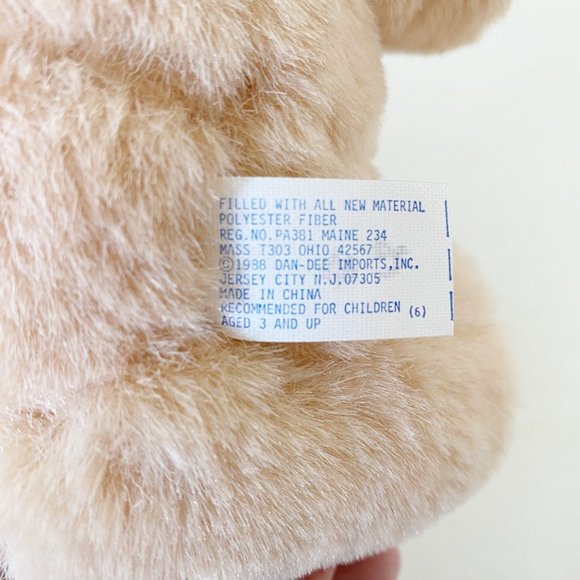 FILLED WITH ALL NEW MATERIAL
POLYESTER FIBER
REG.NO.PA381 MAINE 234
MASS T303 OHIO 42567
©1988 DAN-DEE IMPORTS,INC.
JERSEY CITY N.J.07305
MADE IN CHINA
RECOMMENDED FOR CHILDREN (6)
AGED 3 AND UP